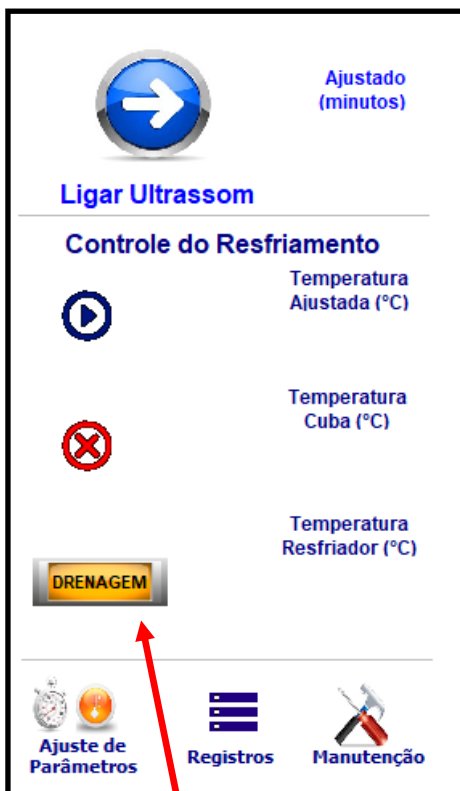 Ajustado
(minutos)
Ligar Ultrassom
Controle do Resfriamento
Temperatura
Ajustada (°C)
Temperatura
Cuba (°C)
Temperatura
Resfriador (°C)
DRENAGEM
Ajuste de
Parâmetros
Registros
Manutenção